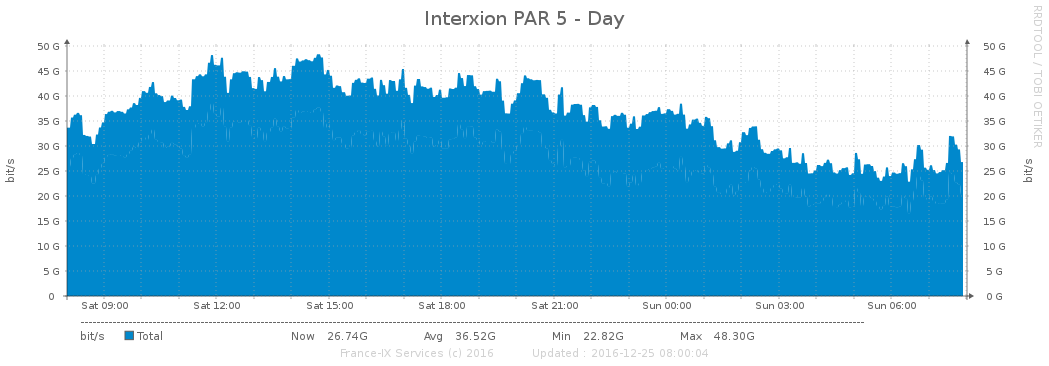 Interxion PAR 5 - Day
RRDTOOL / TOBI OETIKER
bit/s
50 G
45 G
40 G
35 G
30 G
25 G
20 G
15 G
10 G
5 G
0
50 G
45 G
40 G
35 G
30 G
25 G
20 G
15 G
10 G
5 G
0 G
bit/s
Sat 09:00 Sat 12:00 Sat 15:00 Sat 18:00 Sat 21:00 Sun 00:00 Sun 03:00 Sun 06:00
bit/s Total Now 26.74G Avg 36.52G Min 22.82G Max 48.30G
France-IX Services (c) 2016 Updated : 2016-12-25 08:00:04